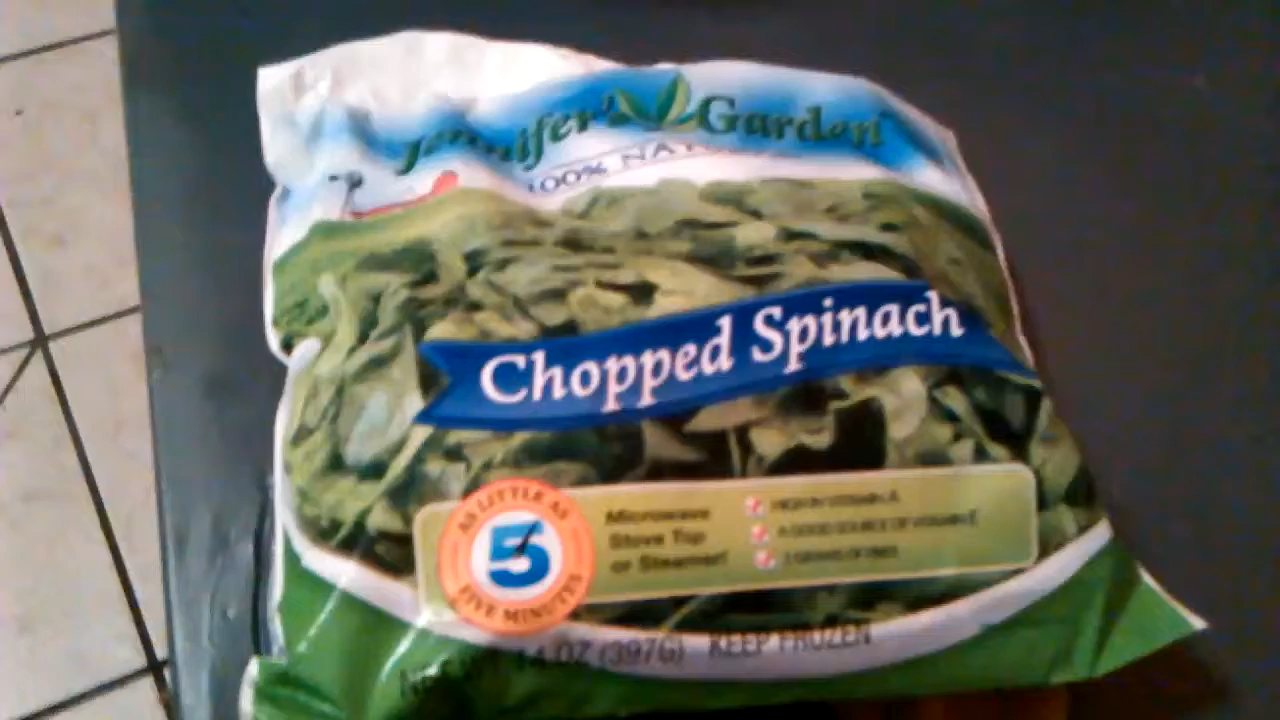 Jennifer's Garden
100%
Chopped Spinach
AS LITTLE AS
5
FIVE MINUTES
Microwave
Stove Top
or Steamer!
HIGH IN VITAMIN A
A GOOD SOURCE OF VITAMIN
14 OZ (397G) KEEP FROZEN